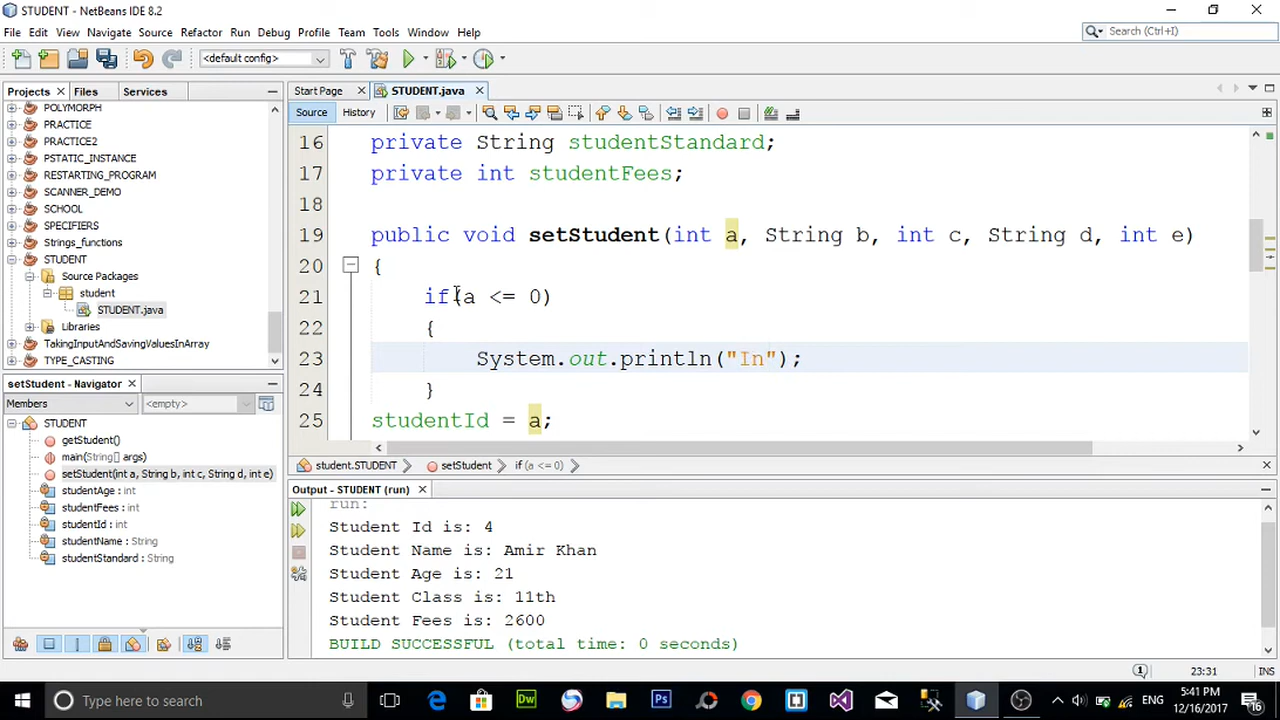 STUDENT - NetBeans IDE 8.2
File Edit View Navigate Source Refactor Run Debug Profile Team Tools Window Help
Search (Ctrl+I)
<default config>
Projects Files Services
Start Page STUDENT.java
Source History
POLYMORPH
PRACTICE
PRACTICE2
PSTATIC_INSTANCE
RESTARTING_PROGRAM
SCANNER_DEMO
SCHOOL
SPECIFIERS
Strings_functions
STUDENT
Source Packages
student
STUDENT.java
Libraries
TakingInputAndSavingValuesInArray
TYPE_CASTING
16 private String studentStandard;
17 private int studentFees;
18
19 public void setStudent(int a, String b, int c, String d, int e)
20 {
21 if(a <= 0)
22 {
23 System.out.println("In");
24 }
25 studentId = a;
student.STUDENT setStudent if (a <= 0)
setStudent - Navigator
Members <empty>
STUDENT
getStudent()
main(String[] args)
setStudent(int a, String b, int c, String d, int e)
studentAge : int
studentFees : int
studentId : int
studentName : String
studentStandard : String
Output - STUDENT (run)
run:
Student Id is: 4
Student Name is: Amir Khan
Student Age is: 21
Student Class is: 11th
Student Fees is: 2600
BUILD SUCCESSFUL (total time: 0 seconds)
1 23:31 INS
Type here to search
Dw
Ps
ENG
5:41 PM
12/16/2017
16